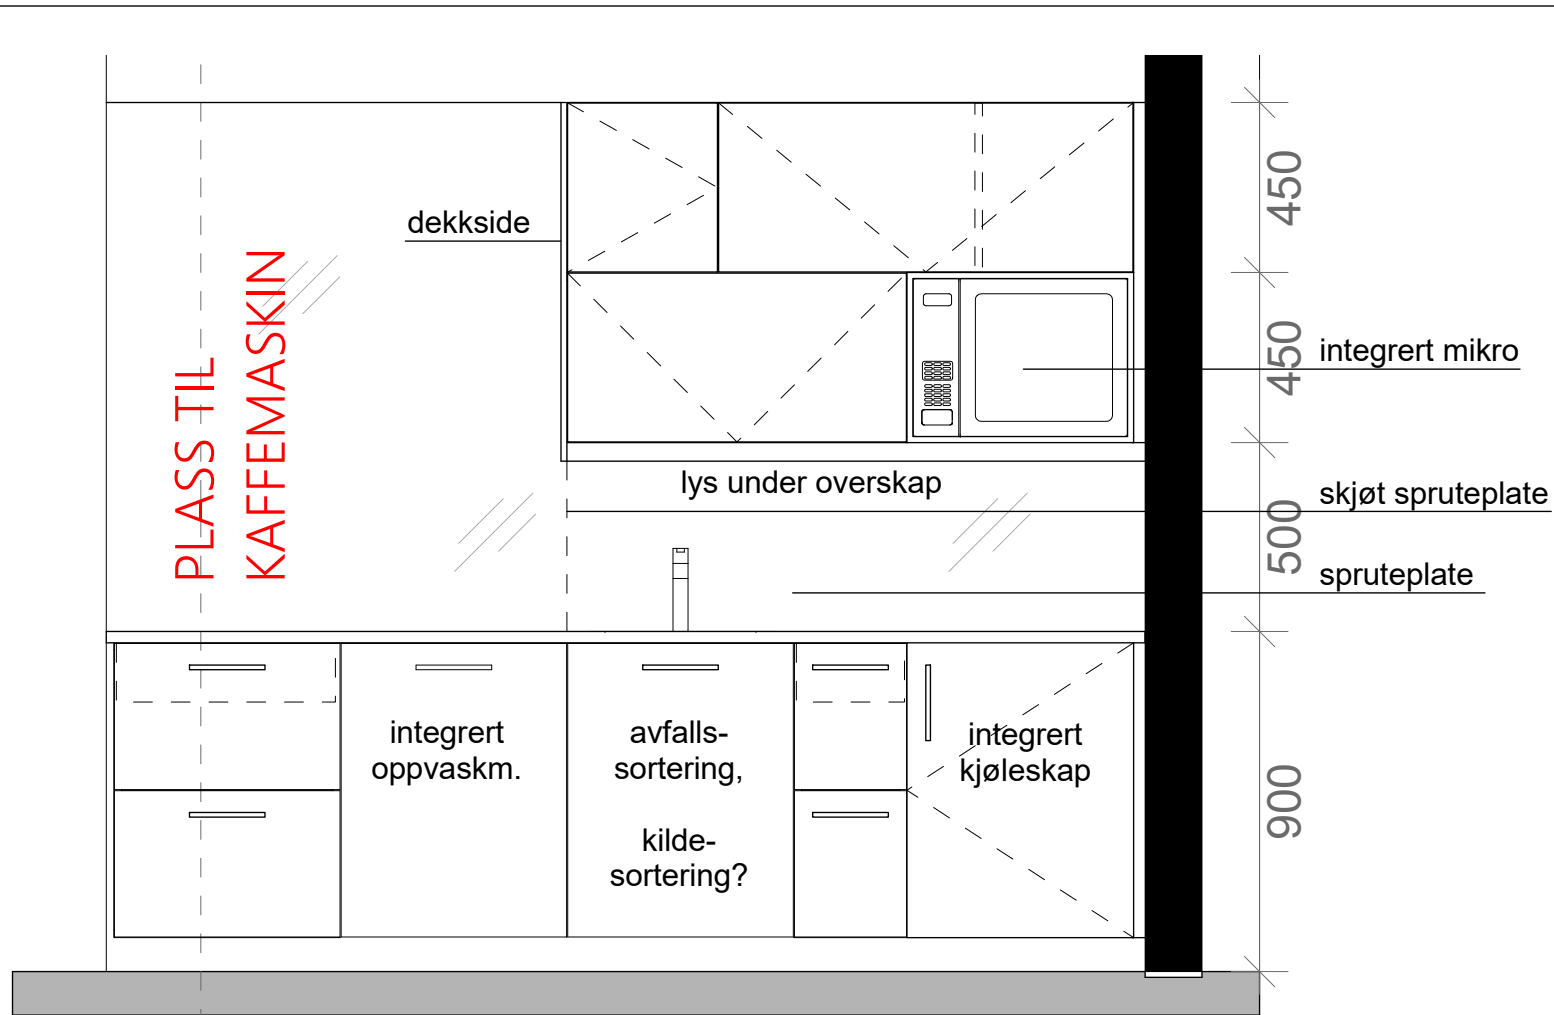 450
dekkside
PLASS TIL
KAFFEMASKIN
450
integrert mikro
lys under overskap
skjøt spruteplate
500
spruteplate
integrert
oppvaskm.
avfalls-
sortering,
kilde-
sortering?
integrert
kjøleskap
900